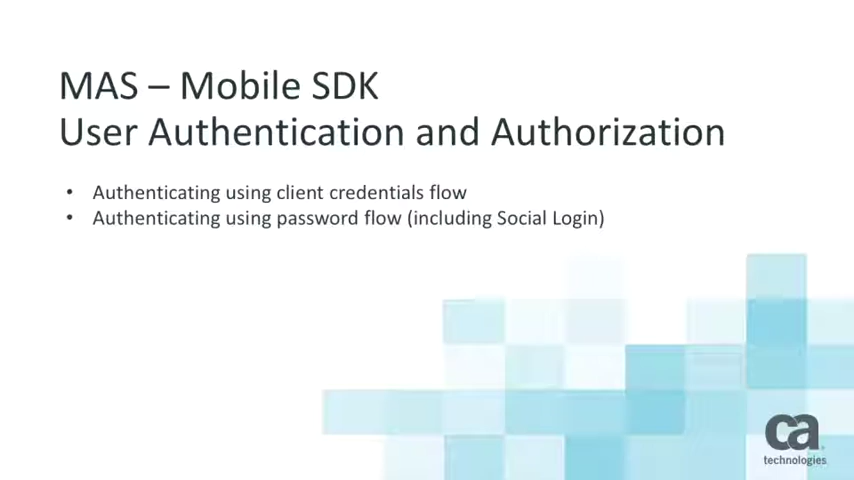 MAS – Mobile SDK
User Authentication and Authorization
• Authenticating using client credentials flow
• Authenticating using password flow (including Social Login)
ca
technologies